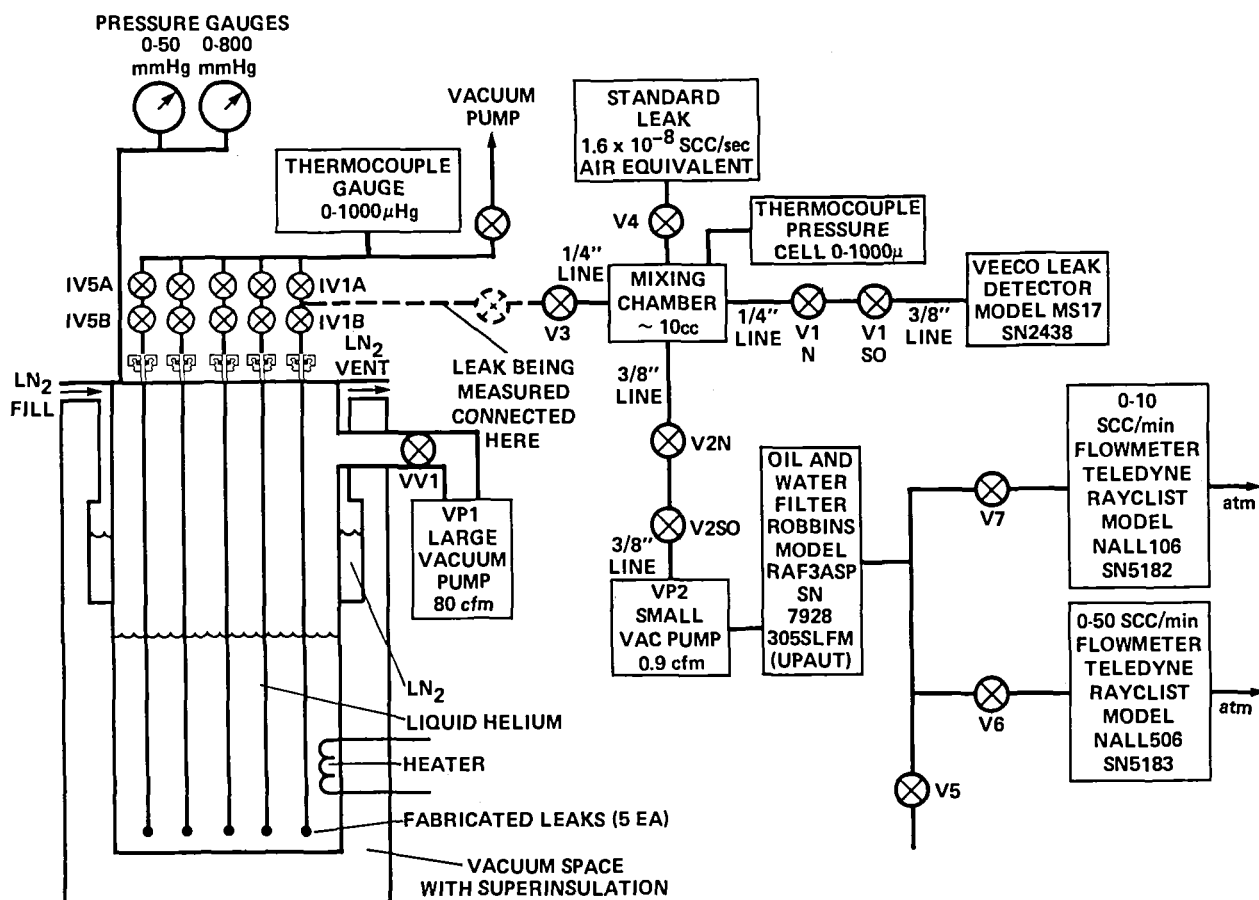 PRESSURE GAUGES
0-50 0-800
mmHg mmHg
VACUUM
PUMP
THERMOCOUPLE
GAUGE
0-1000μHg
STANDARD
LEAK
1.6 x 10⁻⁸ SCC/sec
AIR EQUIVALENT
V4
THERMOCOUPLE
PRESSURE
CELL 0-1000μ
IV5A
IV1A
IV5B
IV1B
1/4"
LINE
V3
MIXING
CHAMBER
~ 10cc
1/4"
LINE
V1
N
V1
SO
3/8"
LINE
VEECO LEAK
DETECTOR
MODEL MS17
SN2438
LN₂
FILL
LN₂
VENT
LEAK BEING
MEASURED
CONNECTED
HERE
3/8"
LINE
V2N
V2SO
3/8"
LINE
VV1
VP1
LARGE
VACUUM
PUMP
80 cfm
VP2
SMALL
VAC PUMP
0.9 cfm
OIL AND
WATER
FILTER
ROBBINS
MODEL
RAF3ASP
SN
7928
305SLFM
(UPAUT)
V7
0-10
SCC/min
FLOWMETER
TELEDYNE
RAYCLIST
MODEL
NALL106
SN5182
atm
V6
0-50 SCC/min
FLOWMETER
TELEDYNE
RAYCLIST
MODEL
NALL506
SN5183
atm
V5
LN₂
LIQUID HELIUM
HEATER
FABRICATED LEAKS (5 EA)
VACUUM SPACE
WITH SUPERINSULATION